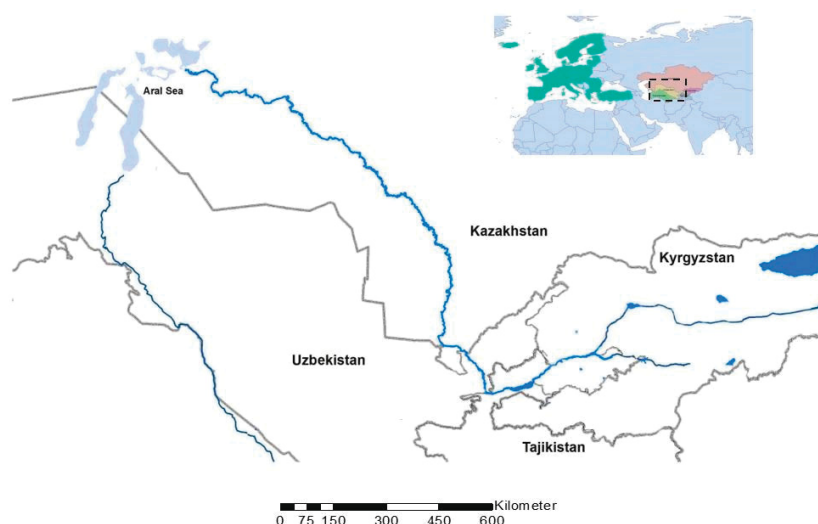 Aral Sea
Kazakhstan
Kyrgyzstan
Uzbekistan
Tajikistan
Kilometer
0 75 150 300 450 600